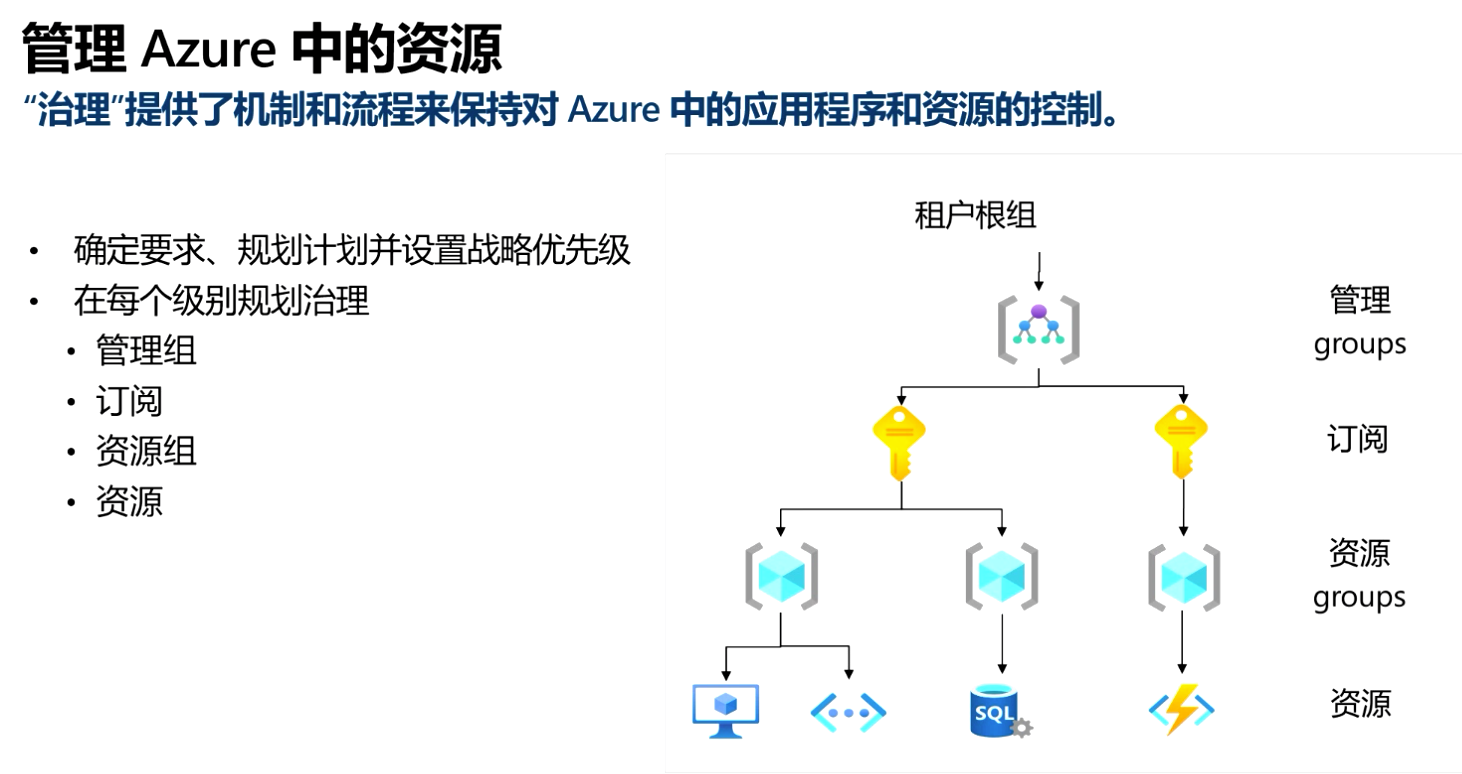 管理 Azure 中的资源
“治理”提供了机制和流程来保持对 Azure 中的应用程序和资源的控制。
• 确定要求、规划计划并设置战略优先级
• 在每个级别规划治理
• 管理组
• 订阅
• 资源组
• 资源
租户根组
管理
groups
订阅
资源
groups
SQL
资源